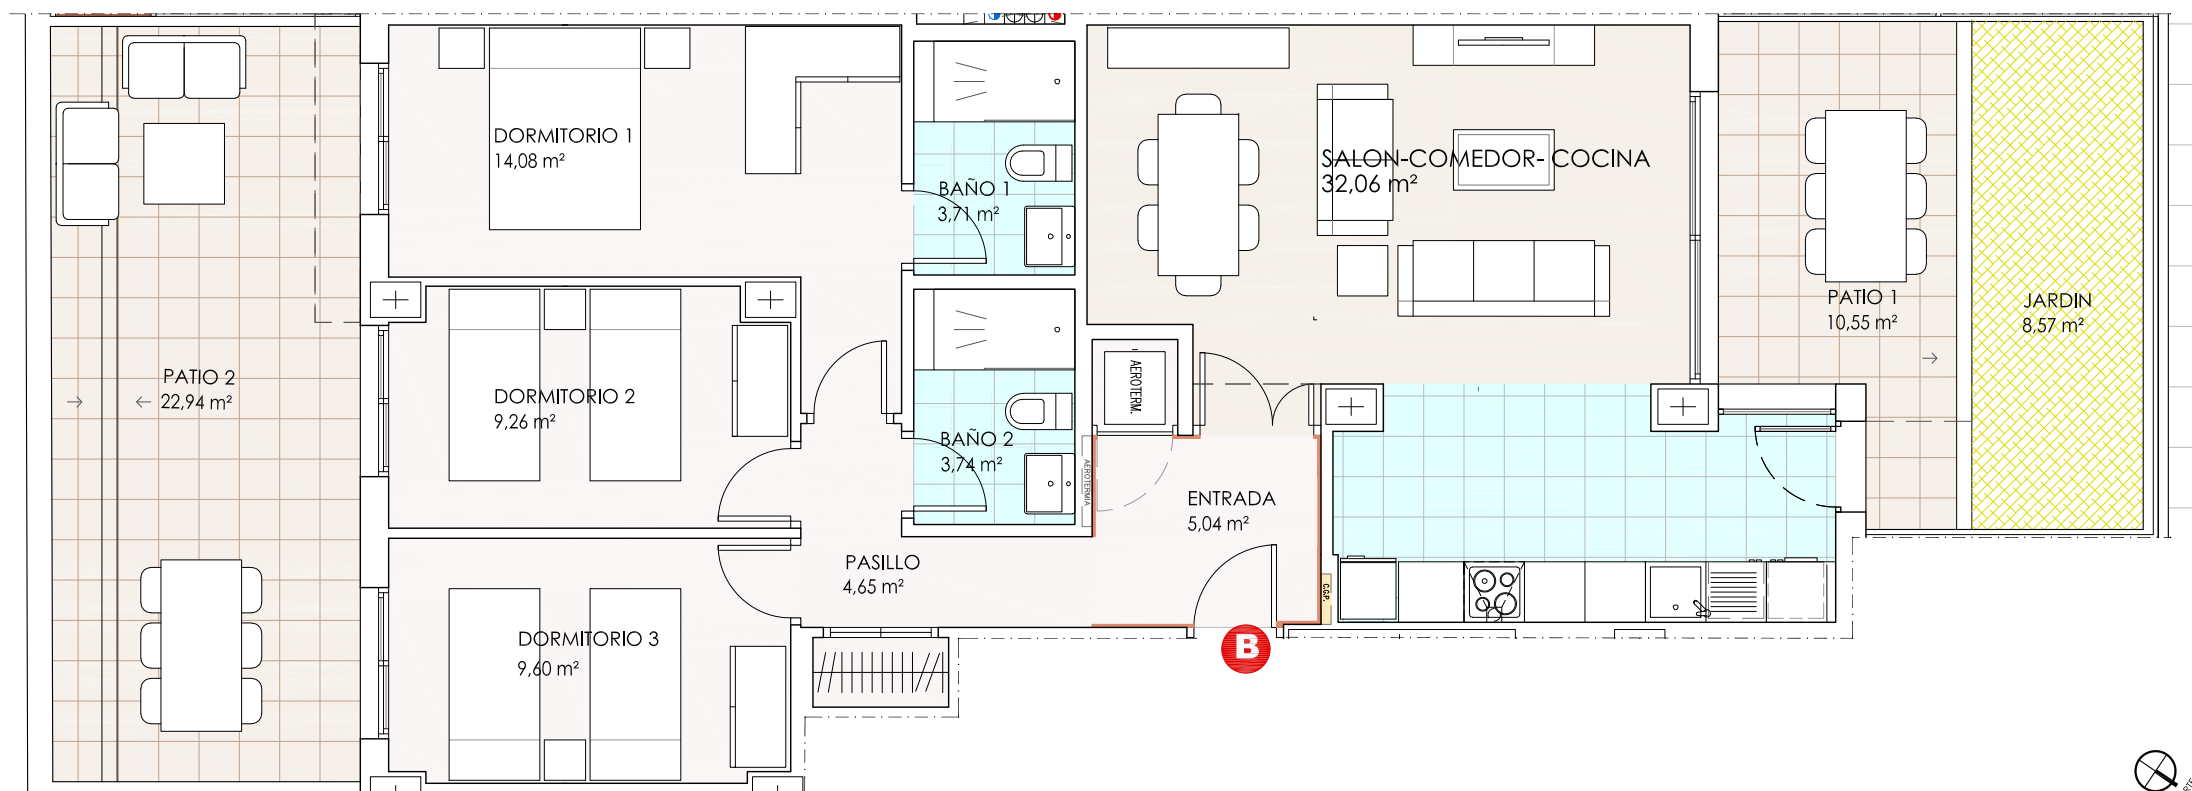 DORMITORIO 1
14,08 m²
BAÑO 1
3,71 m²
SALON-COMEDOR- COCINA
32,06 m²
PATIO 1
10,55 m²
JARDIN
8,57 m²
PATIO 2
22,94 m²
DORMITORIO 2
9,26 m²
BAÑO 2
3,74 m²
AEROTERM.
AEROTERMIA
ENTRADA
5,04 m²
PASILLO
4,65 m²
C.G.P.
DORMITORIO 3
9,60 m²
B